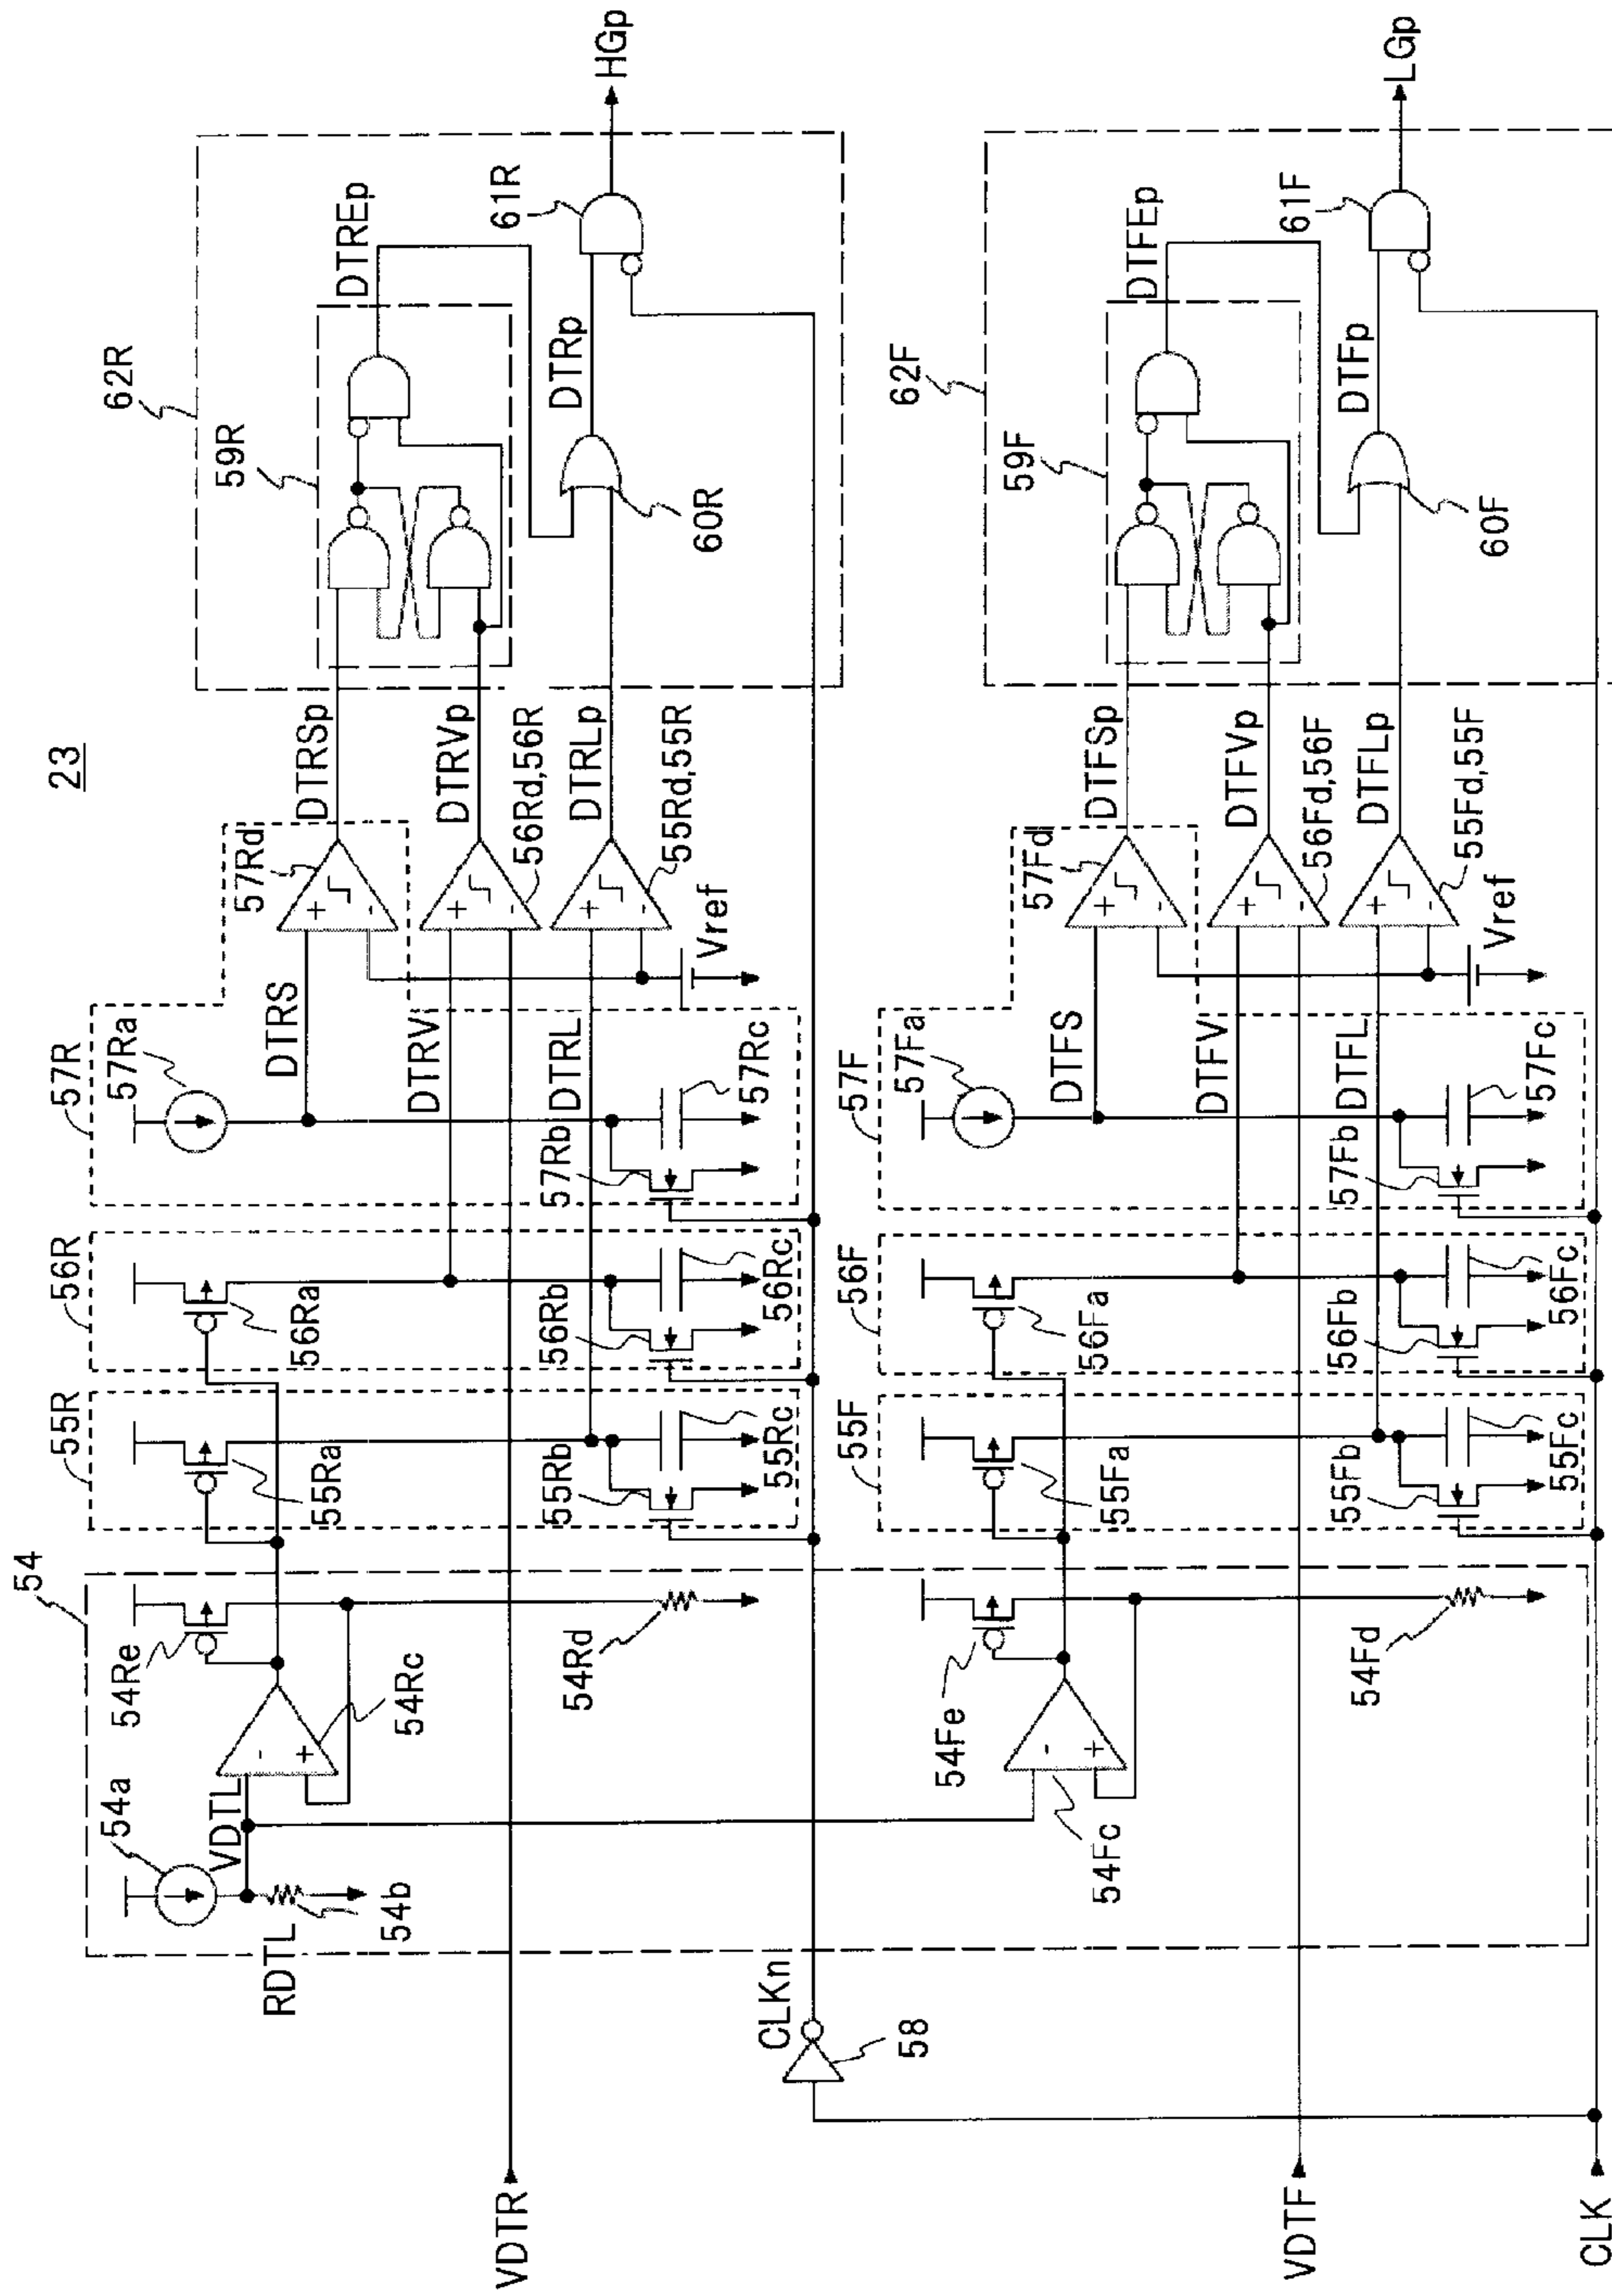 23
54
54a
VDTL
54b
RDTL
54Re
54Rc
54Rd
54Fe
54Fc
54Fd
55R
55Ra
55Rb
55Rc
56R
56Ra
56Rb
56Rc
57R
57Ra
57Rb
57Rc
57Rd
DTRS
DTRV
DTRL
+
-
Vref
DTRSp
DTRVp
56Rd,56R
DTRLp
55Rd,55R
62R
59R
DTREp
60R
DTRp
61R
HGp
55F
55Fa
55Fb
55Fc
56F
56Fa
56Fb
56Fc
57F
57Fa
57Fb
57Fc
57Fd
DTFS
DTFV
DTFL
Vref
DTFSp
DTFVp
56Fd,56F
DTFLp
55Fd,55F
62F
59F
DTFEp
60F
DTFp
61F
LGp
VDTR
CLKn
58
VDTF
CLK